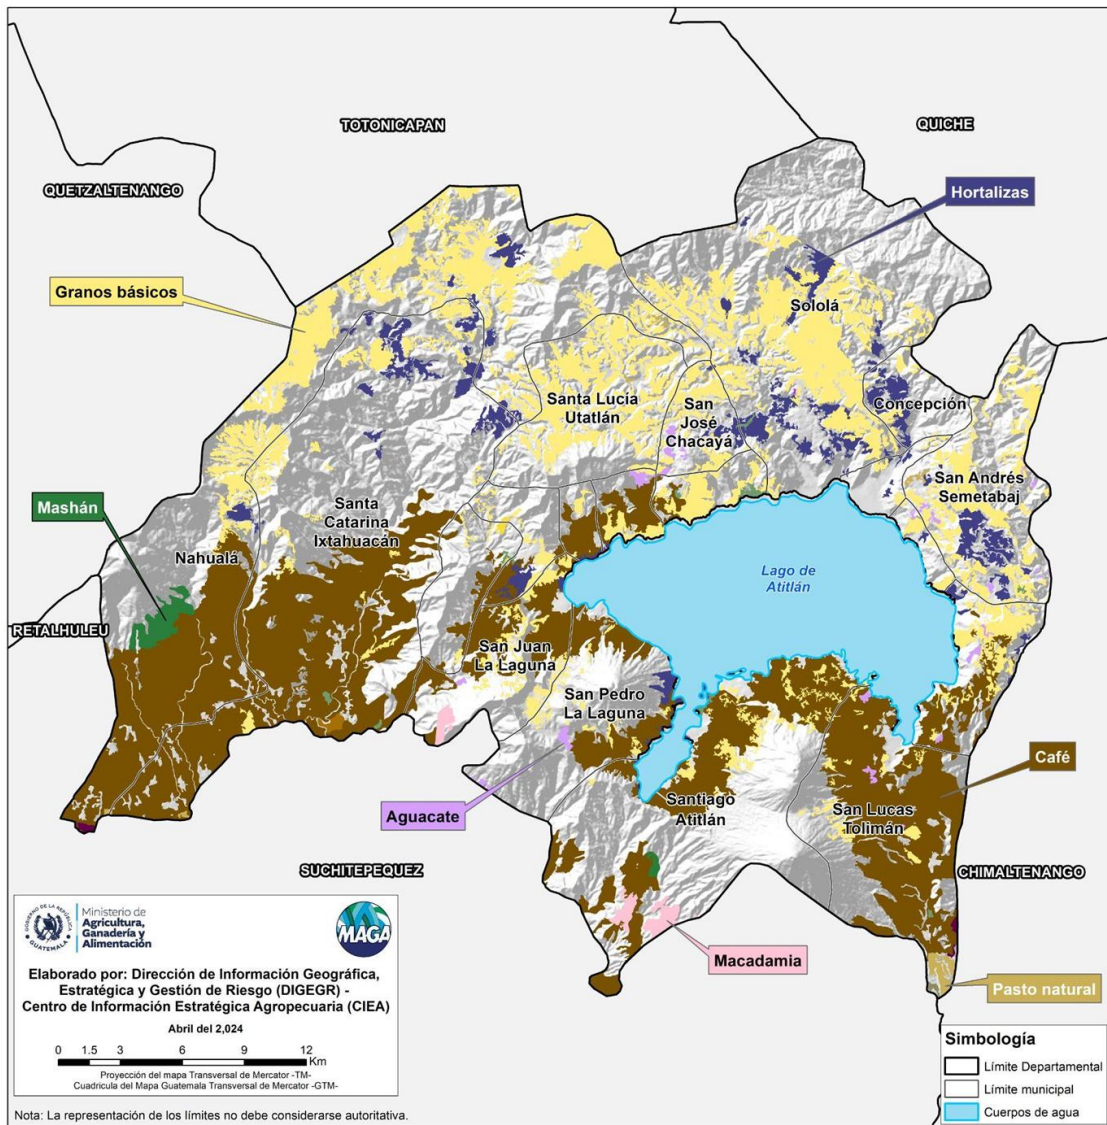 TOTONICAPAN
QUICHE
QUETZALTENANGO
Hortalizas
Granos básicos
Sololá
Santa Lucía
Utatlán
San
José
Chacayá
Concepción
San Andrés
Semetabaj
Mashán
Santa
Catarina
Ixtahuacán
Nahualá
Lago de
Atitlán
RETALHULEU
San Juan
La Laguna
San Pedro
La Laguna
Café
Aguacate
Santiago
Atitlán
San Lucas
Tolimán
SUCHITEPEQUEZ
CHIMALTENANGO
Macadamia
Pasto natural
GOBIERNO DE LA REPÚBLICA
GUATEMALA
Ministerio de
Agricultura,
Ganadería y
Alimentación
MAGA
Elaborado por: Dirección de Información Geográfica,
Estratégica y Gestión de Riesgo (DIGEGR) -
Centro de Información Estratégica Agropecuaria (CIEA)
Abril del 2,024
0 1.5 3 6 9 12
Km
Proyección del mapa Transversal de Mercator -TM-
Cuadricula del Mapa Guatemala Transversal de Mercator -GTM-
Nota: La representación de los límites no debe considerarse autoritativa.
Simbología
Límite Departamental
Límite municipal
Cuerpos de agua